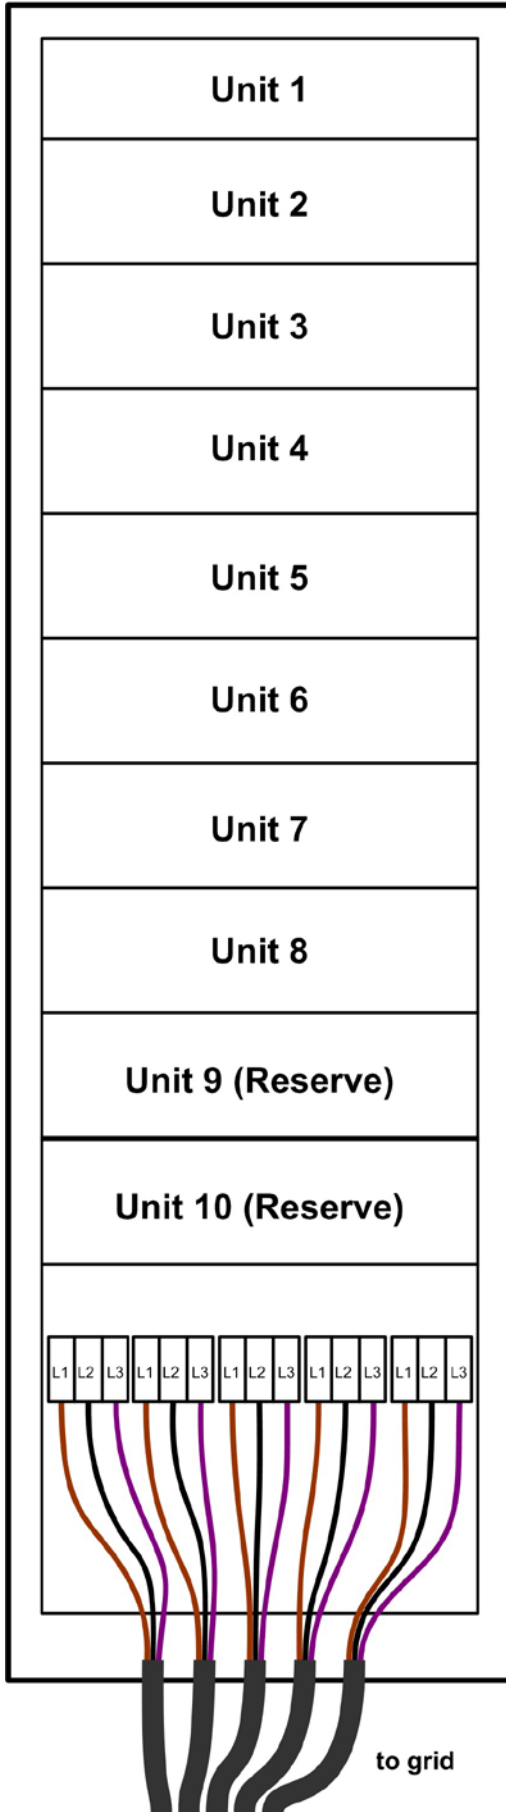 Unit 1
Unit 2
Unit 3
Unit 4
Unit 5
Unit 6
Unit 7
Unit 8
Unit 9 (Reserve)
Unit 10 (Reserve)
L1 L2 L3 L1 L2 L3 L1 L2 L3 L1 L2 L3 L1 L2 L3
to grid